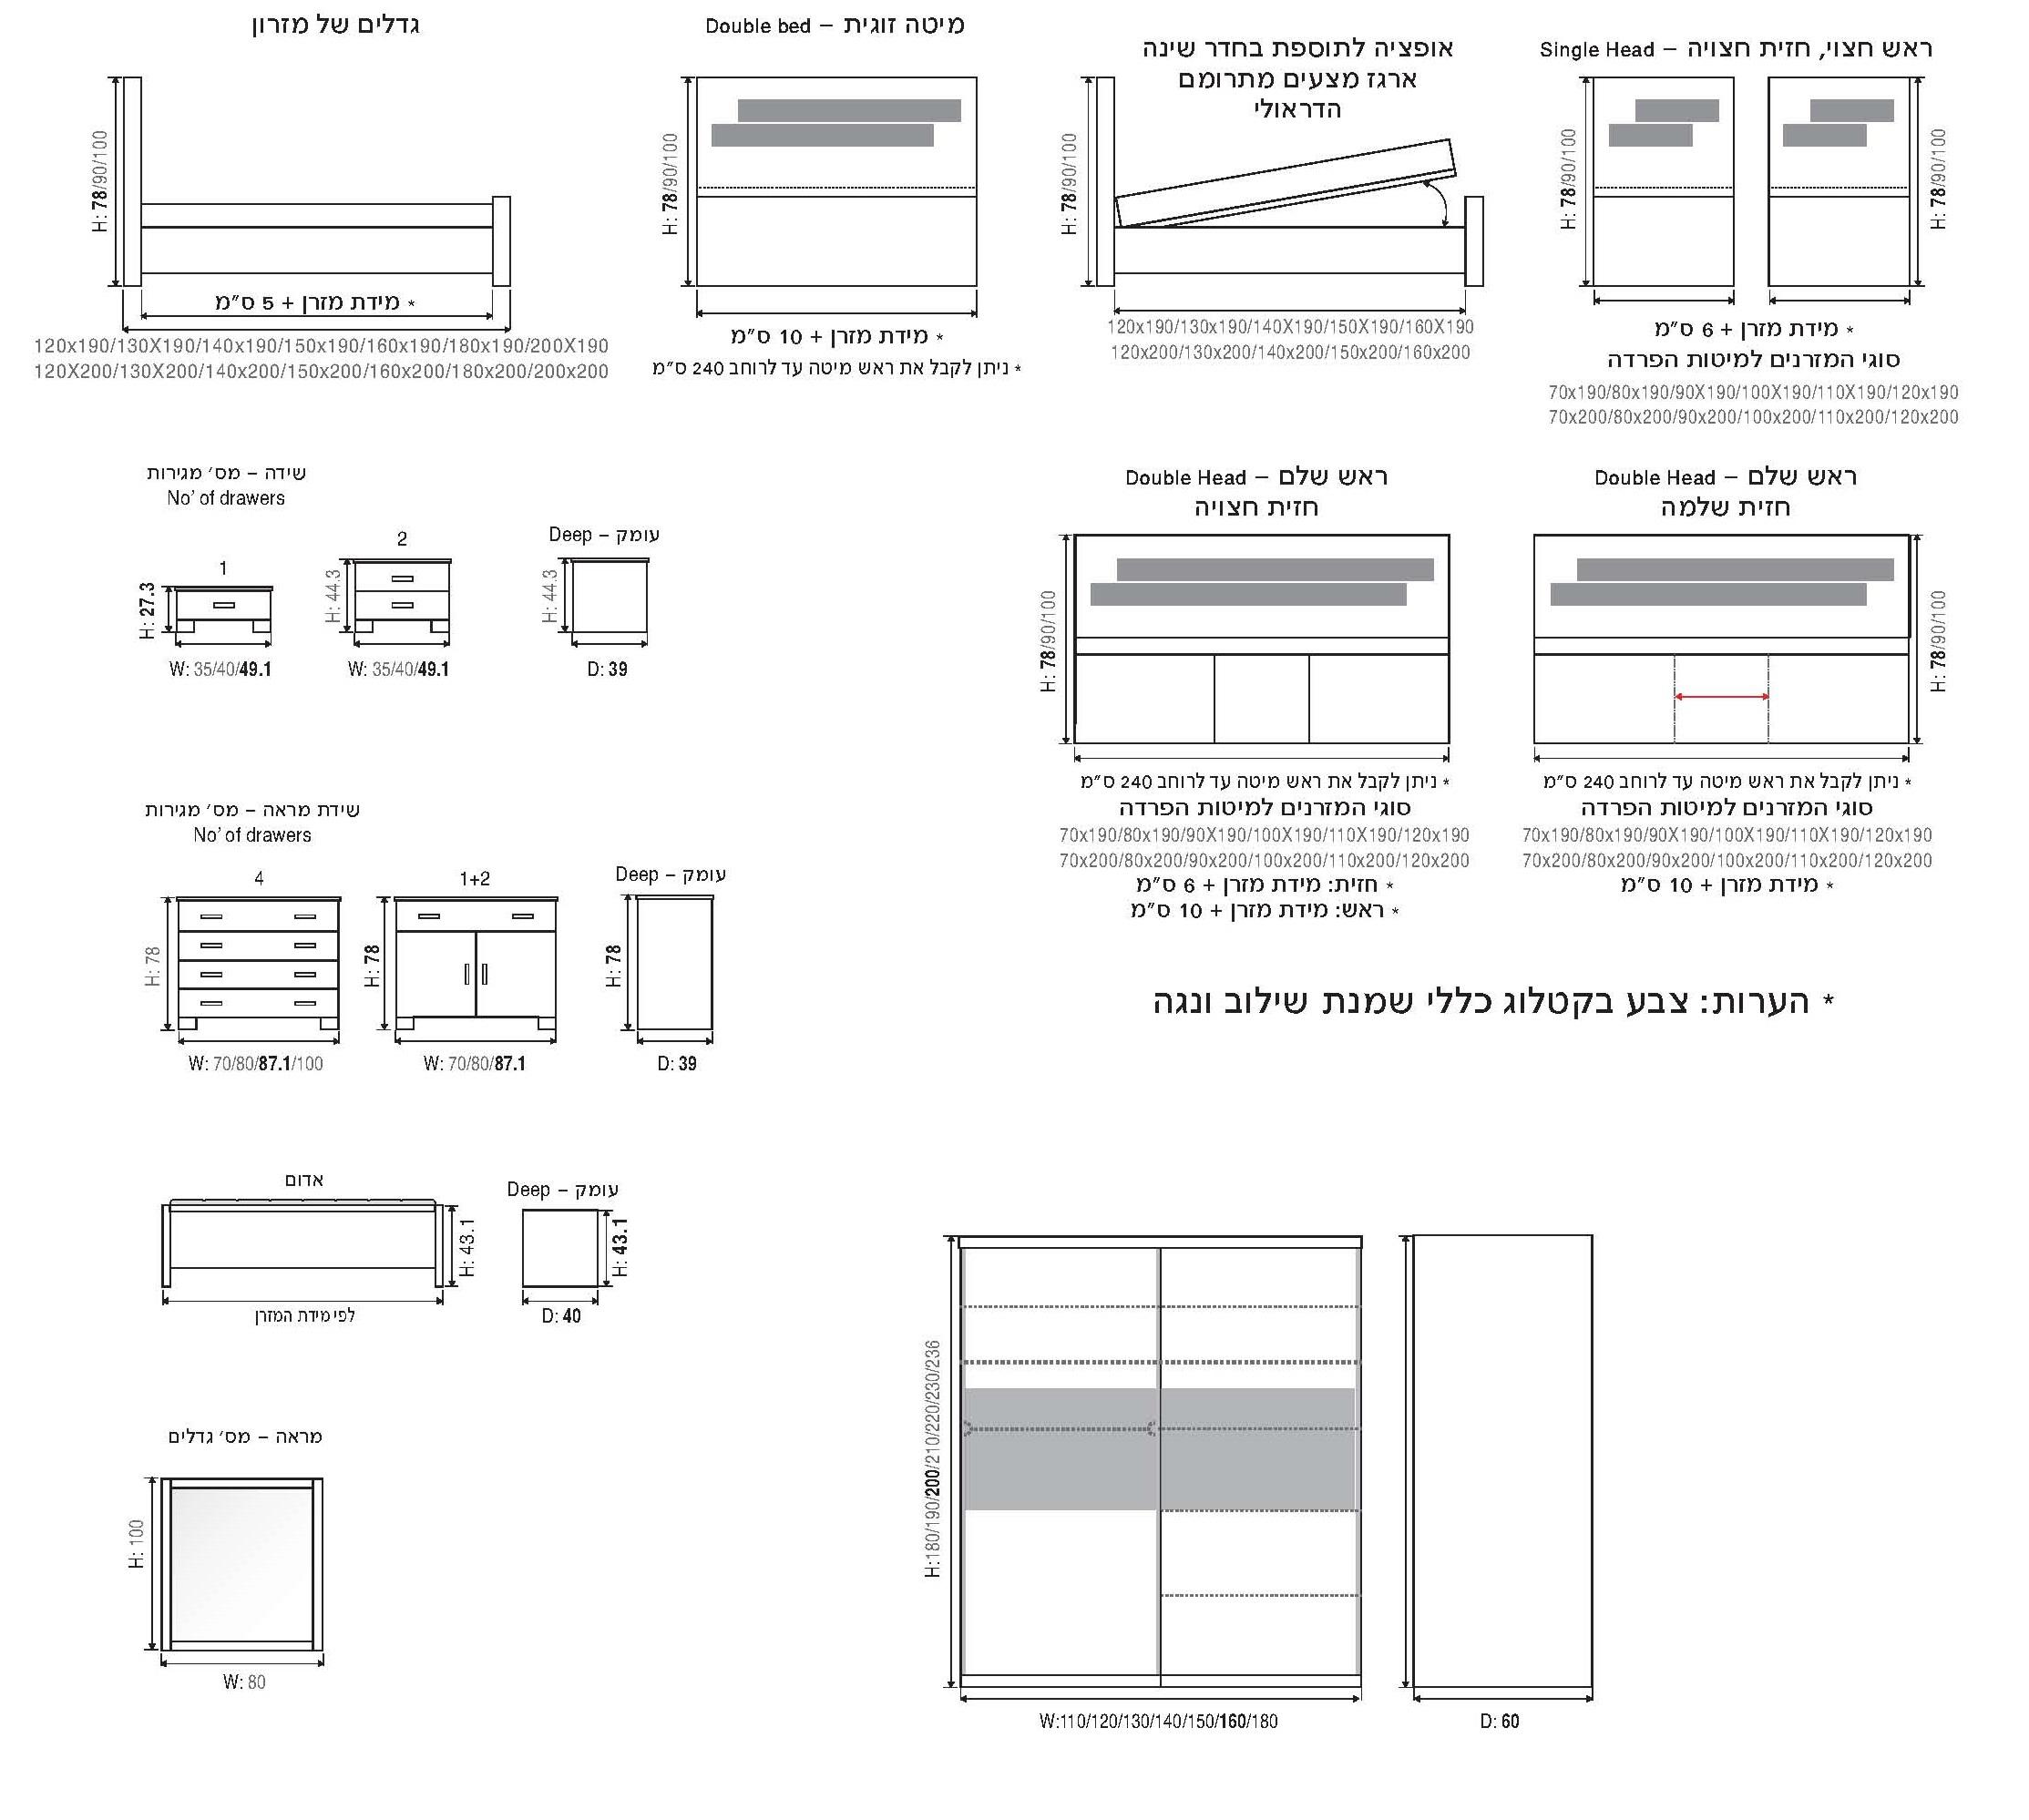 גדלים של מזרון
H: 78/90/100
* מידת מזרן + 5 ס"מ
120x190/130X190/140x190/150x190/160x190/180x190/200X190
120X200/130X200/140x200/150x200/160x200/180x200/200x200
מיטה זוגית – Double bed
H: 78/90/100
* מידת מזרן + 10 ס"מ
* ניתן לקבל את ראש מיטה עד לרוחב 240 ס"מ
אופציה לתוספת בחדר שינה
ארגז מצעים מתרומם
הדראולי
H: 78/90/100
120x190/130x190/140X190/150X190/160X190
120x200/130x200/140x200/150x200/160x200
ראש חצוי, חזית חצויה – Single Head
H: 78/90/100
H: 78/90/100
* מידת מזרן + 6 ס"מ
סוגי המזרנים למיטות הפרדה
70x190/80x190/90X190/100X190/110X190/120x190
70x200/80x200/90x200/100x200/110x200/120x200
שידה – מס' מגירות
No' of drawers
1
H: 27.3
W: 35/40/49.1
2
H: 44.3
W: 35/40/49.1
עומק – Deep
H: 44.3
D: 39
ראש שלם – Double Head
חזית חצויה
H: 78/90/100
* ניתן לקבל את ראש מיטה עד לרוחב 240 ס"מ
סוגי המזרנים למיטות הפרדה
70x190/80x190/90X190/100X190/110X190/120x190
70x200/80x200/90x200/100x200/110x200/120x200
* חזית: מידת מזרן + 6 ס"מ
* ראש: מידת מזרן + 10 ס"מ
ראש שלם – Double Head
חזית שלמה
H: 78/90/100
* ניתן לקבל את ראש מיטה עד לרוחב 240 ס"מ
סוגי המזרנים למיטות הפרדה
70x190/80x190/90X190/100X190/110X190/120x190
70x200/80x200/90x200/100x200/110x200/120x200
* מידת מזרן + 10 ס"מ
שידת מראה – מס' מגירות
No' of drawers
4
H: 78
W: 70/80/87.1/100
1+2
H: 78
W: 70/80/87.1
עומק – Deep
H: 78
D: 39
* הערות: צבע בקטלוג כללי שמנת שילוב ונגה
אדום
H: 43.1
לפי מידת המזרן
עומק – Deep
H: 43.1
D: 40
מראה – מס' גדלים
H: 100
W: 80
H:180/190/200/210/220/230/236
W:110/120/130/140/150/160/180
D: 60